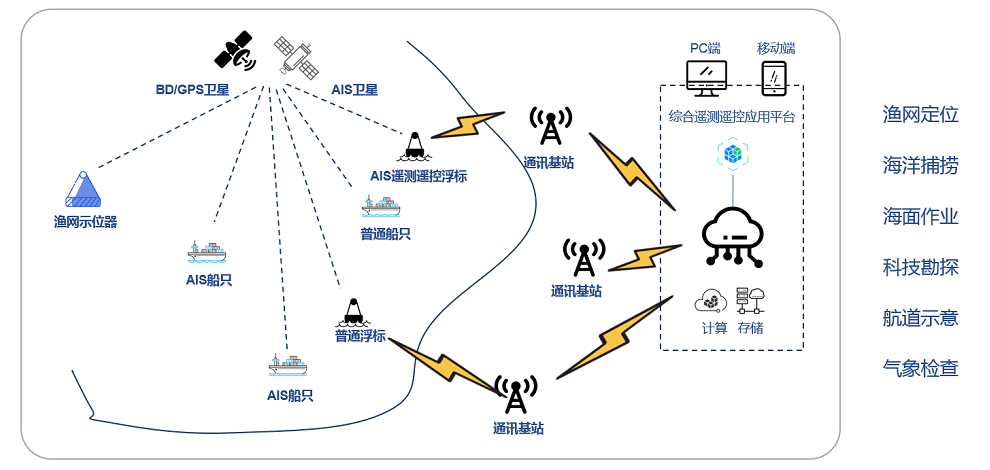 PC端
移动端
BD/GPS卫星
AIS卫星
综合遥测遥控应用平台
通讯基站
AIS遥测遥控浮标
渔网示位器
普通船只
AIS船只
通讯基站
普通浮标
计算
存储
AIS船只
通讯基站
渔网定位
海洋捕捞
海面作业
科技勘探
航道示意
气象检查